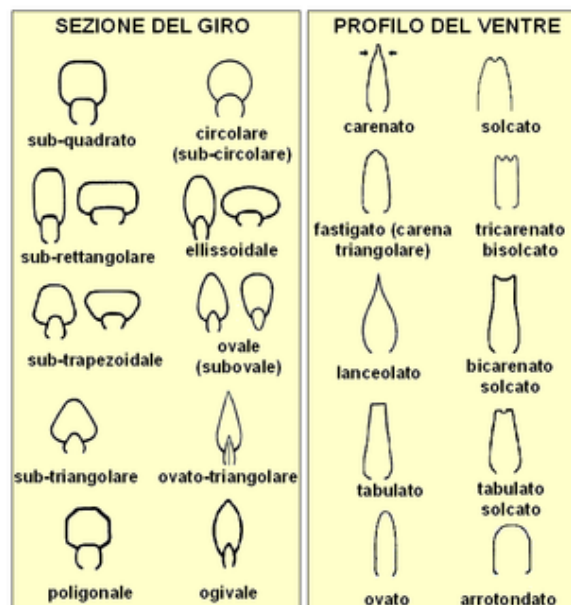 SEZIONE DEL GIRO
sub-quadrato
circolare
(sub-circolare)
sub-rettangolare
ellissoidale
sub-trapezoidale
ovale
(subovale)
sub-triangolare
ovato-triangolare
poligonale
ogivale
PROFILO DEL VENTRE
carenato
solcato
fastigato (carena
triangolare)
tricarenato
bisolcato
lanceolato
bicarenato
solcato
tabulato
tabulato
solcato
ovato
arrotondato